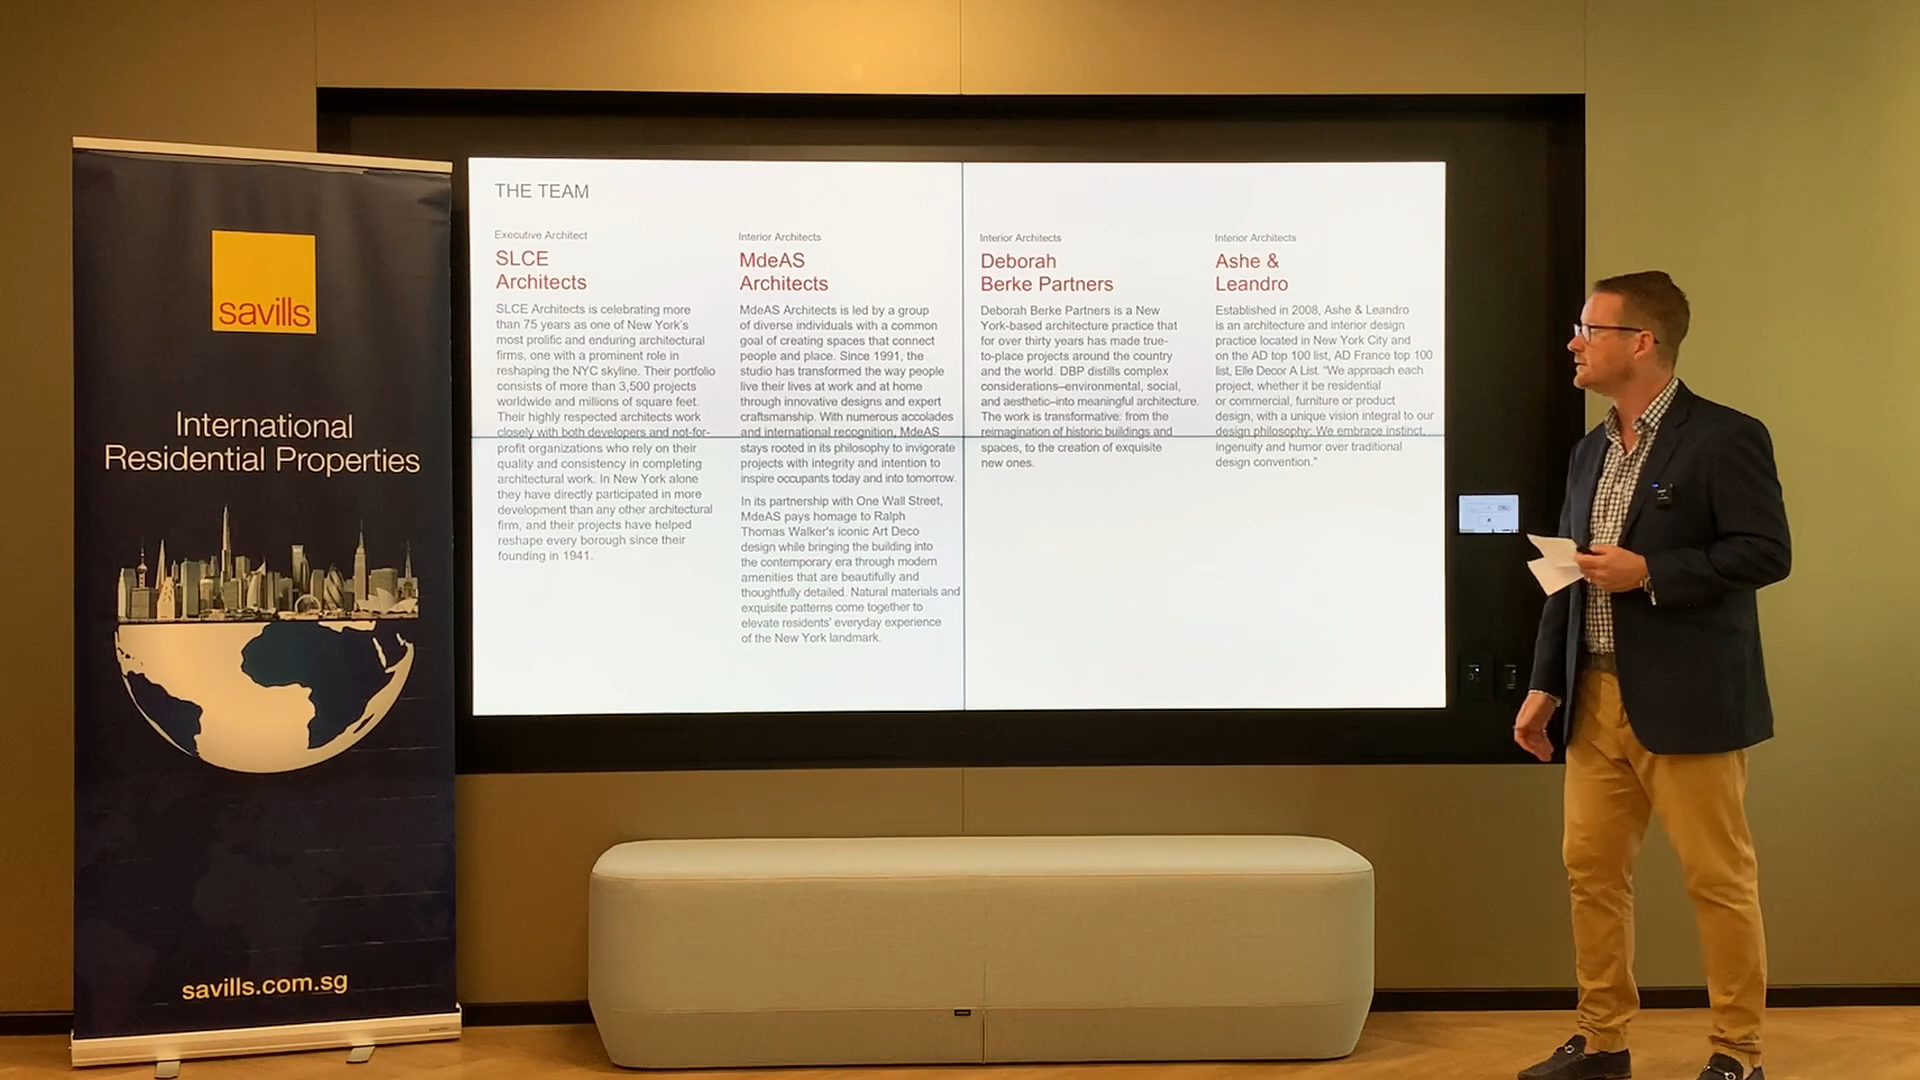 savills
International
Residential Properties
savills.com.sg
THE TEAM
Executive Architect
SLCE
Architects
SLCE Architects is celebrating more
than 75 years as one of New York's
most prolific and enduring architectural
firms, one with a prominent role in
reshaping the NYC skyline. Their portfolio
consists of more than 3,500 projects
worldwide and millions of square feet.
Their highly respected architects work
closely with both developers and not-for-
profit organizations who rely on their
quality and consistency in completing
architectural work. In New York alone
they have directly participated in more
development than any other architectural
firm, and their projects have helped
reshape every borough since their
founding in 1941.
Interior Architects
MdeAS
Architects
MdeAS Architects is led by a group
of diverse individuals with a common
goal of creating spaces that connect
people and place. Since 1991, the
studio has transformed the way people
live their lives at work and at home
through innovative designs and expert
craftsmanship. With numerous accolades
and international recognition, MdeAS
stays rooted in its philosophy to invigorate
projects with integrity and intention to
inspire occupants today and into tomorrow.
In its partnership with One Wall Street,
MdeAS pays homage to Ralph
Thomas Walker's iconic Art Deco
design while bringing the building into
the contemporary era through modern
amenities that are beautifully and
thoughtfully detailed. Natural materials and
exquisite patterns come together to
elevate residents' everyday experience
of the New York landmark.
Interior Architects
Deborah
Berke Partners
Deborah Berke Partners is a New
York-based architecture practice that
for over thirty years has made true-
to-place projects around the country
and the world. DBP distills complex
considerations–environmental, social,
and aesthetic–into meaningful architecture.
The work is transformative: from the
reimagination of historic buildings and
spaces, to the creation of exquisite
new ones.
Interior Architects
Ashe &
Leandro
Established in 2008, Ashe & Leandro
is an architecture and interior design
practice located in New York City and
on the AD top 100 list, AD France top 100
list, Elle Decor A List. “We approach each
project, whether it be residential
or commercial, furniture or product
design, with a unique vision integral to our
design philosophy: We embrace instinct,
ingenuity and humor over traditional
design convention.”